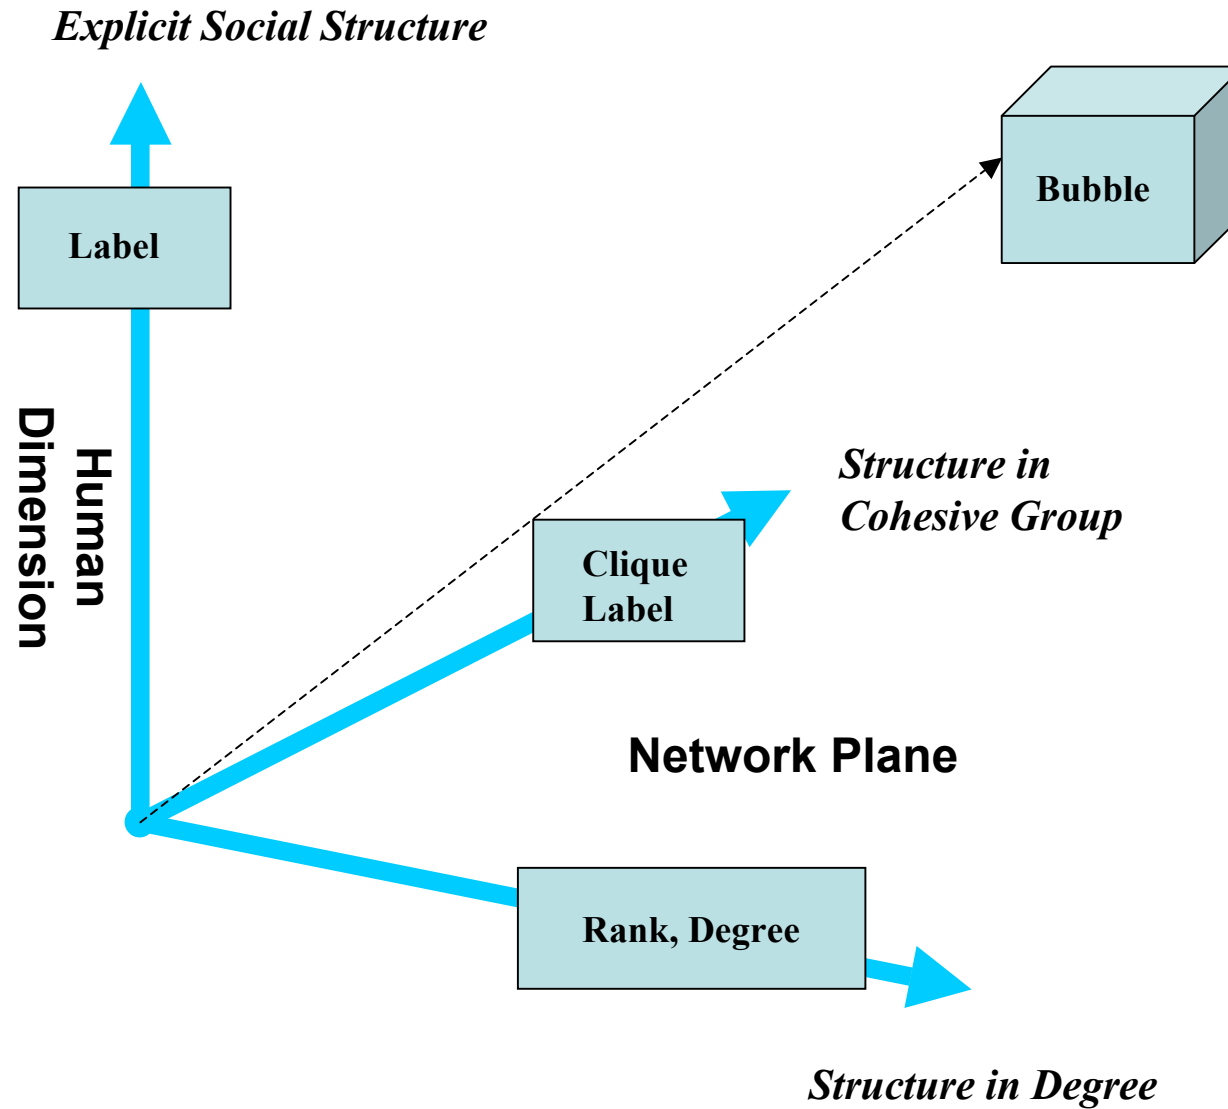 Explicit Social Structure
Bubble
Label
Human
Dimension
Structure in
Cohesive Group
Clique
Label
Network Plane
Rank, Degree
Structure in Degree